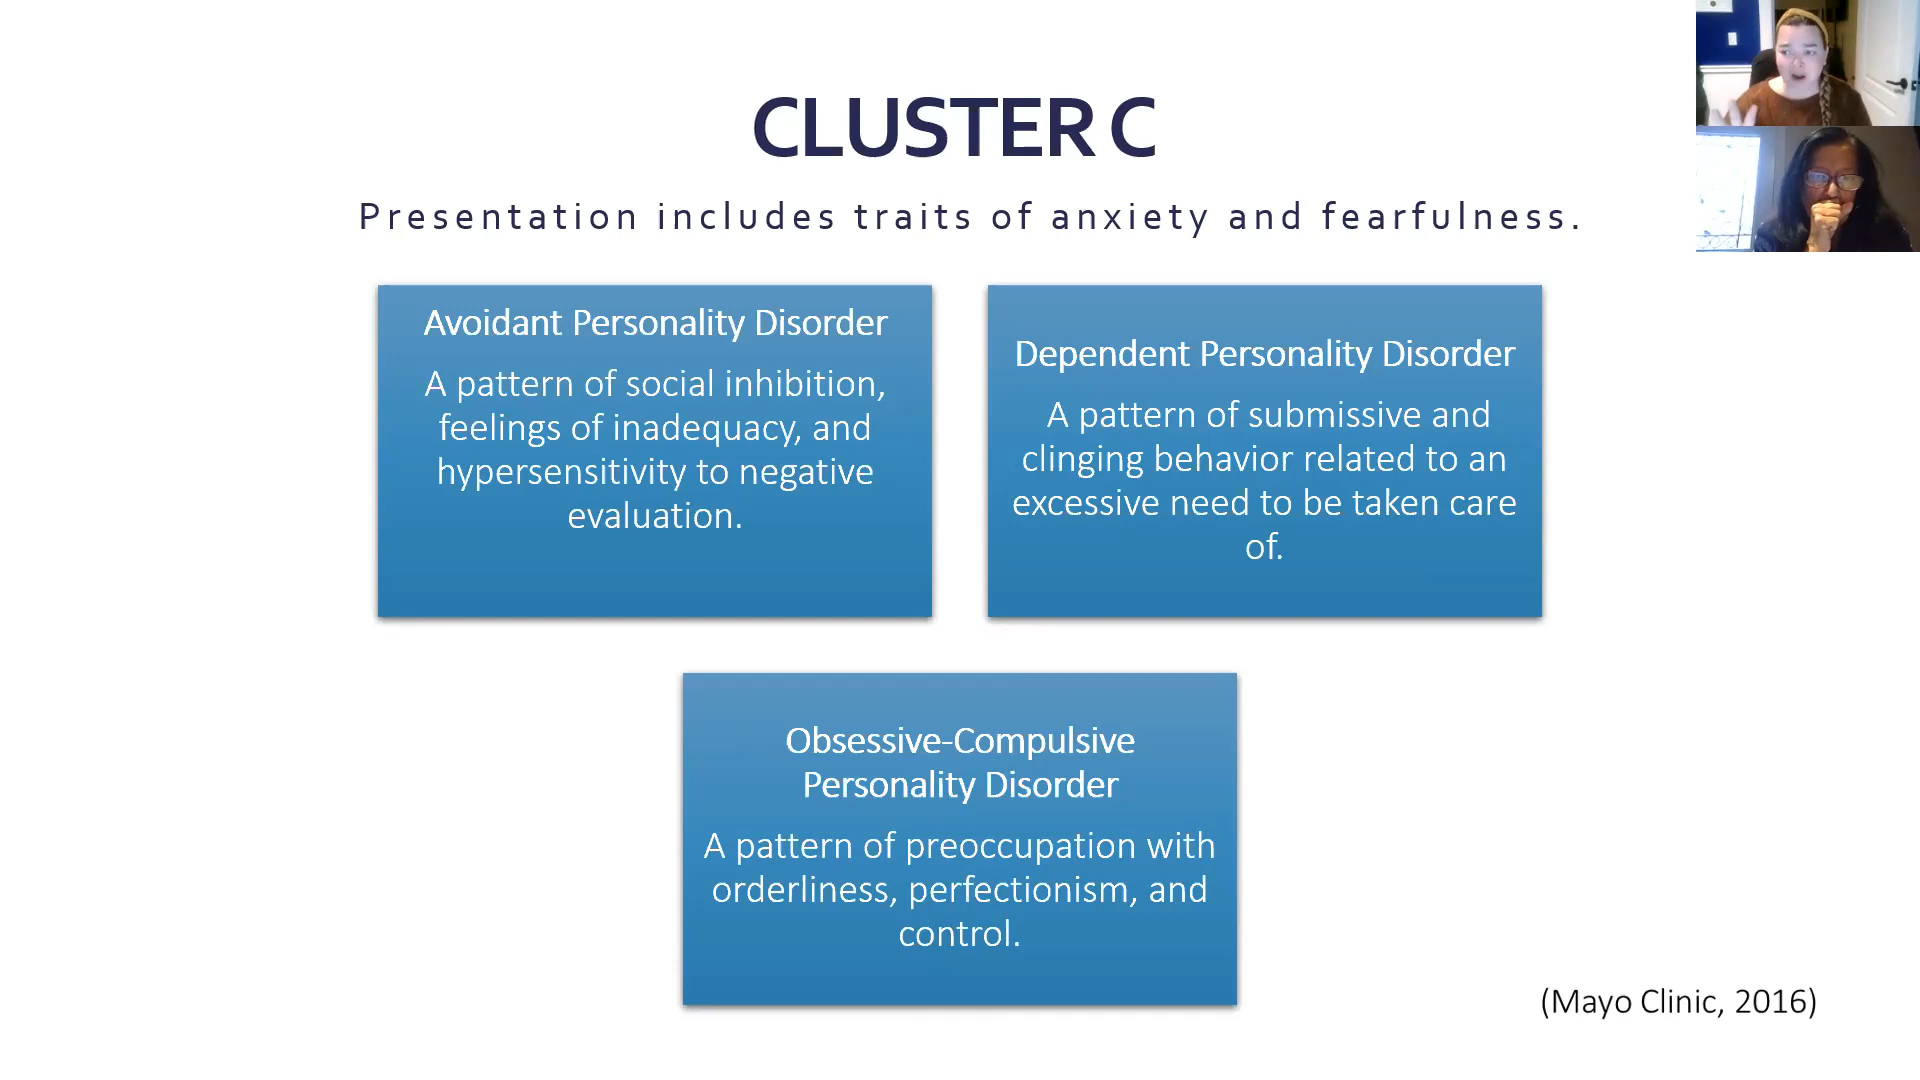 CLUSTER C
Presentation includes traits of anxiety and fearfulness.
Avoidant Personality Disorder
A pattern of social inhibition,
feelings of inadequacy, and
hypersensitivity to negative
evaluation.
Dependent Personality Disorder
A pattern of submissive and
clinging behavior related to an
excessive need to be taken care
of.
Obsessive-Compulsive
Personality Disorder
A pattern of preoccupation with
orderliness, perfectionism, and
control.
(Mayo Clinic, 2016)